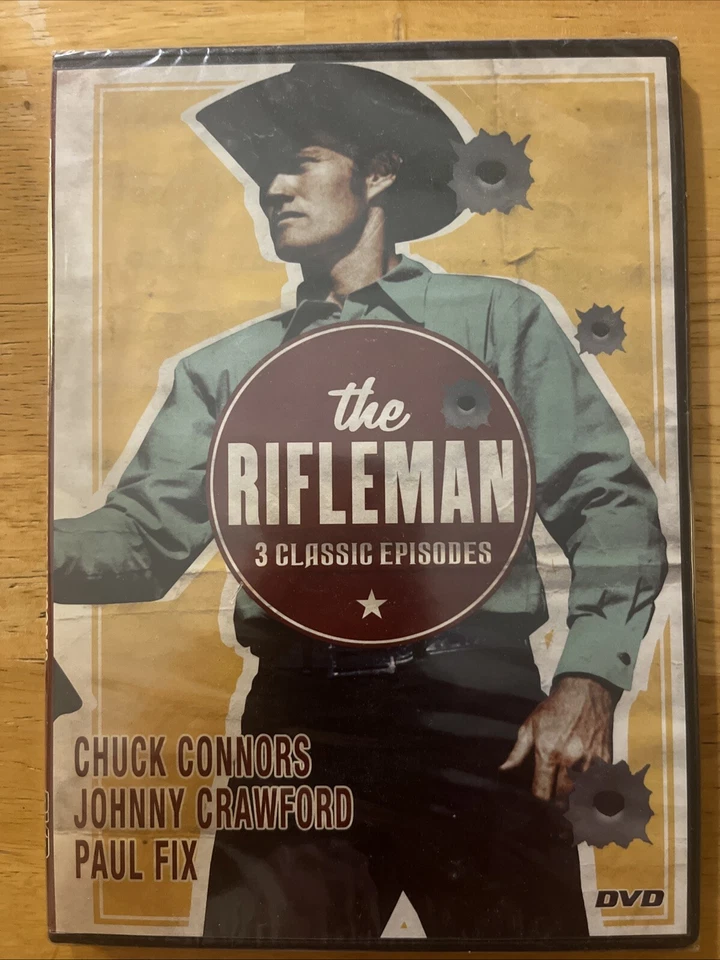 the
RIFLEMAN
3 CLASSIC EPISODES
CHUCK CONNORS
JOHNNY CRAWFORD
PAUL FIX
DVD